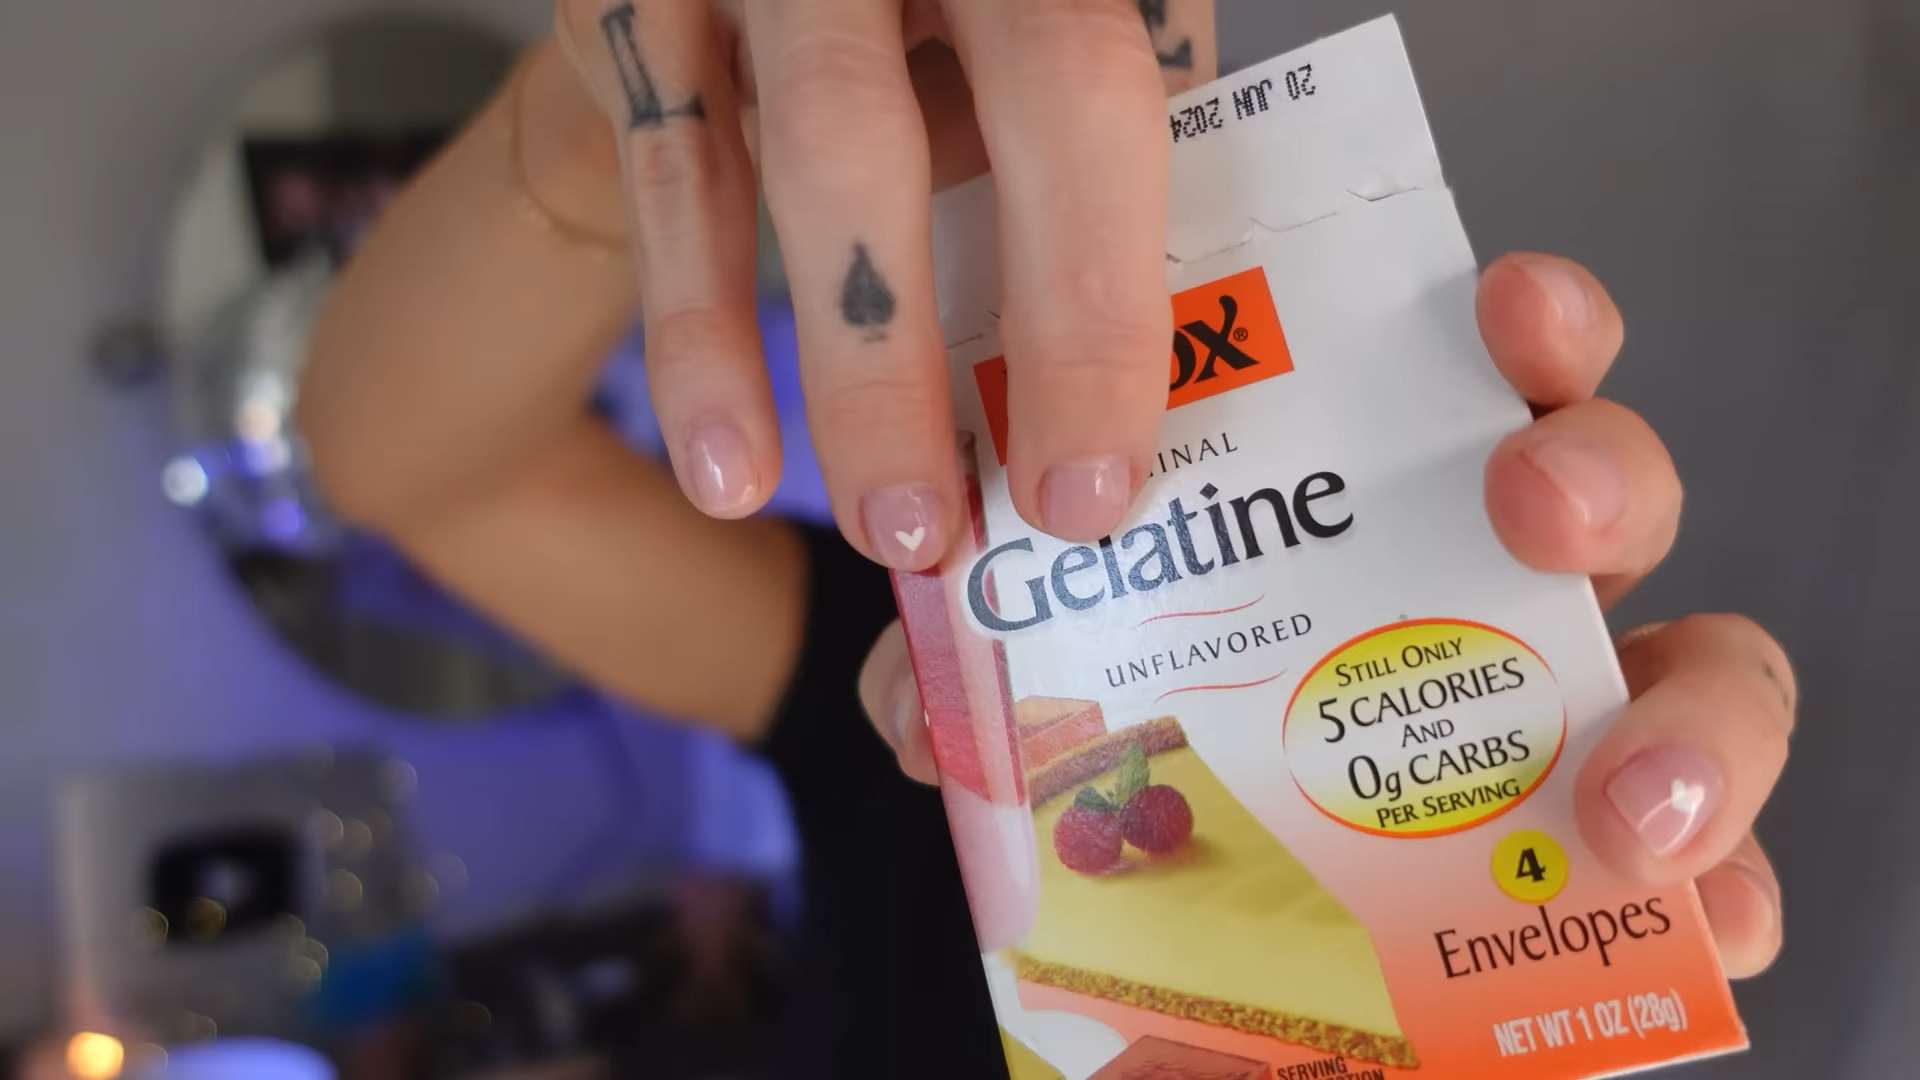 20 JUN 2024
OX®
INAL
Gelatine
UNFLAVORED
STILL ONLY
5 CALORIES
AND
0g CARBS
PER SERVING
4
Envelopes
NET WT 1 OZ (28g)
SERVING